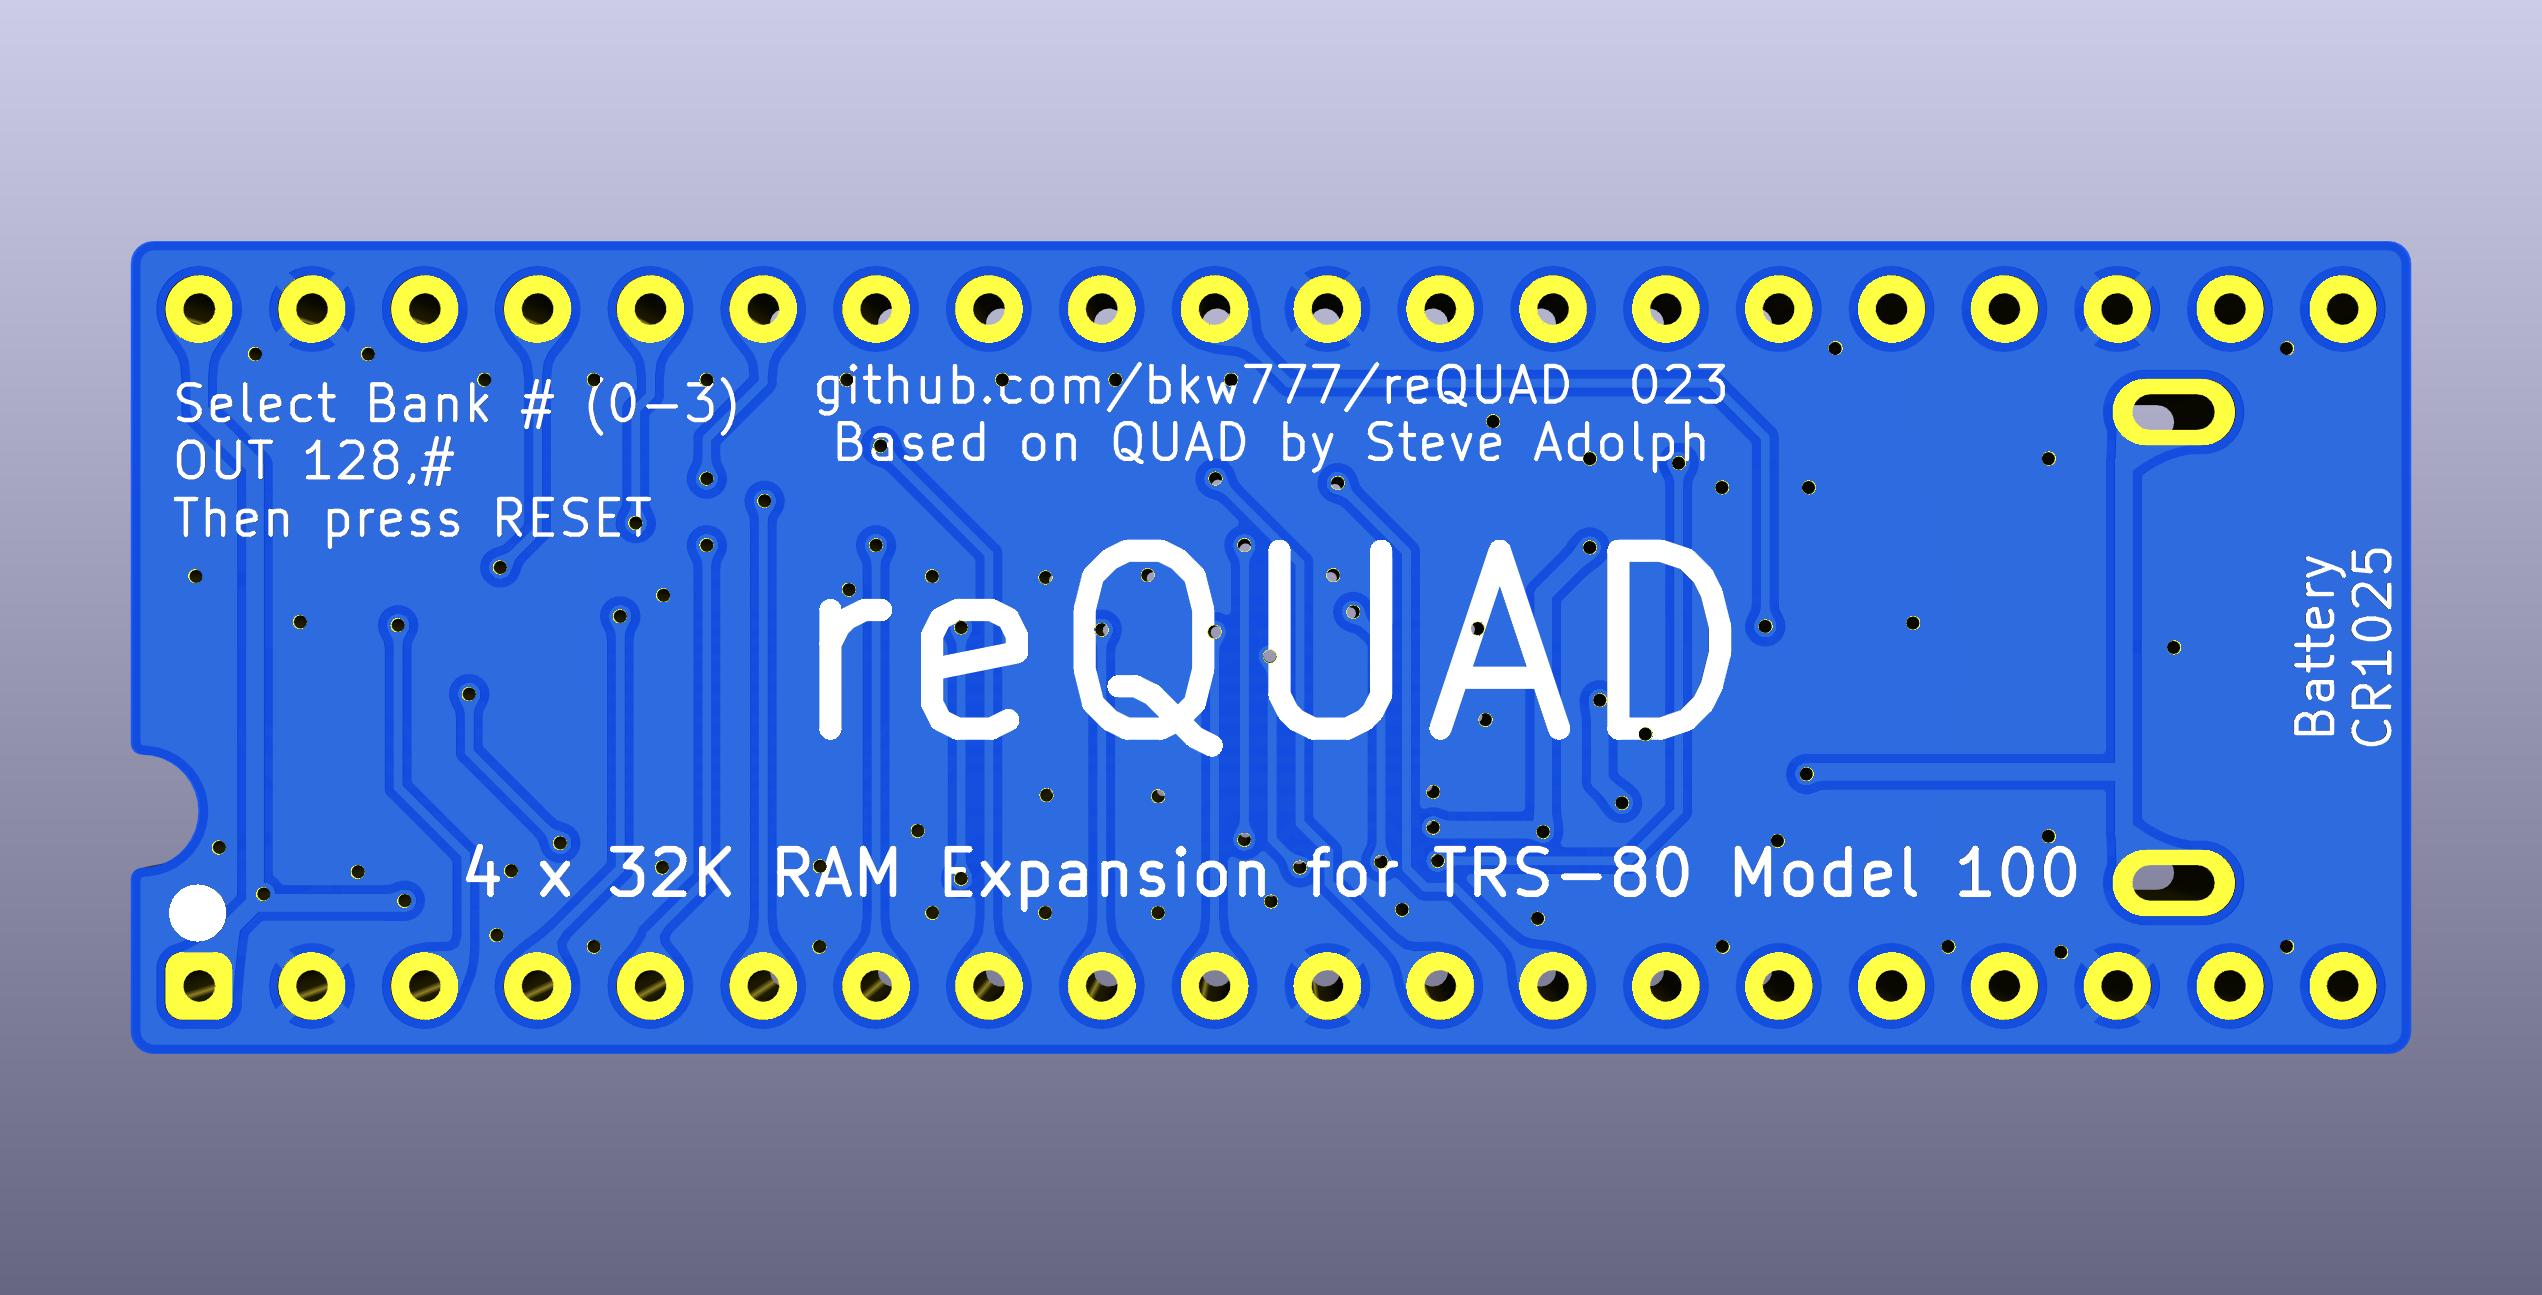 Select Bank # (0-3)
OUT 128,#
Then press RESET
github.com/bkw777/reQUAD 023
Based on QUAD by Steve Adolph
reQUAD
4 x 32K RAM Expansion for TRS-80 Model 100
Battery
CR1025